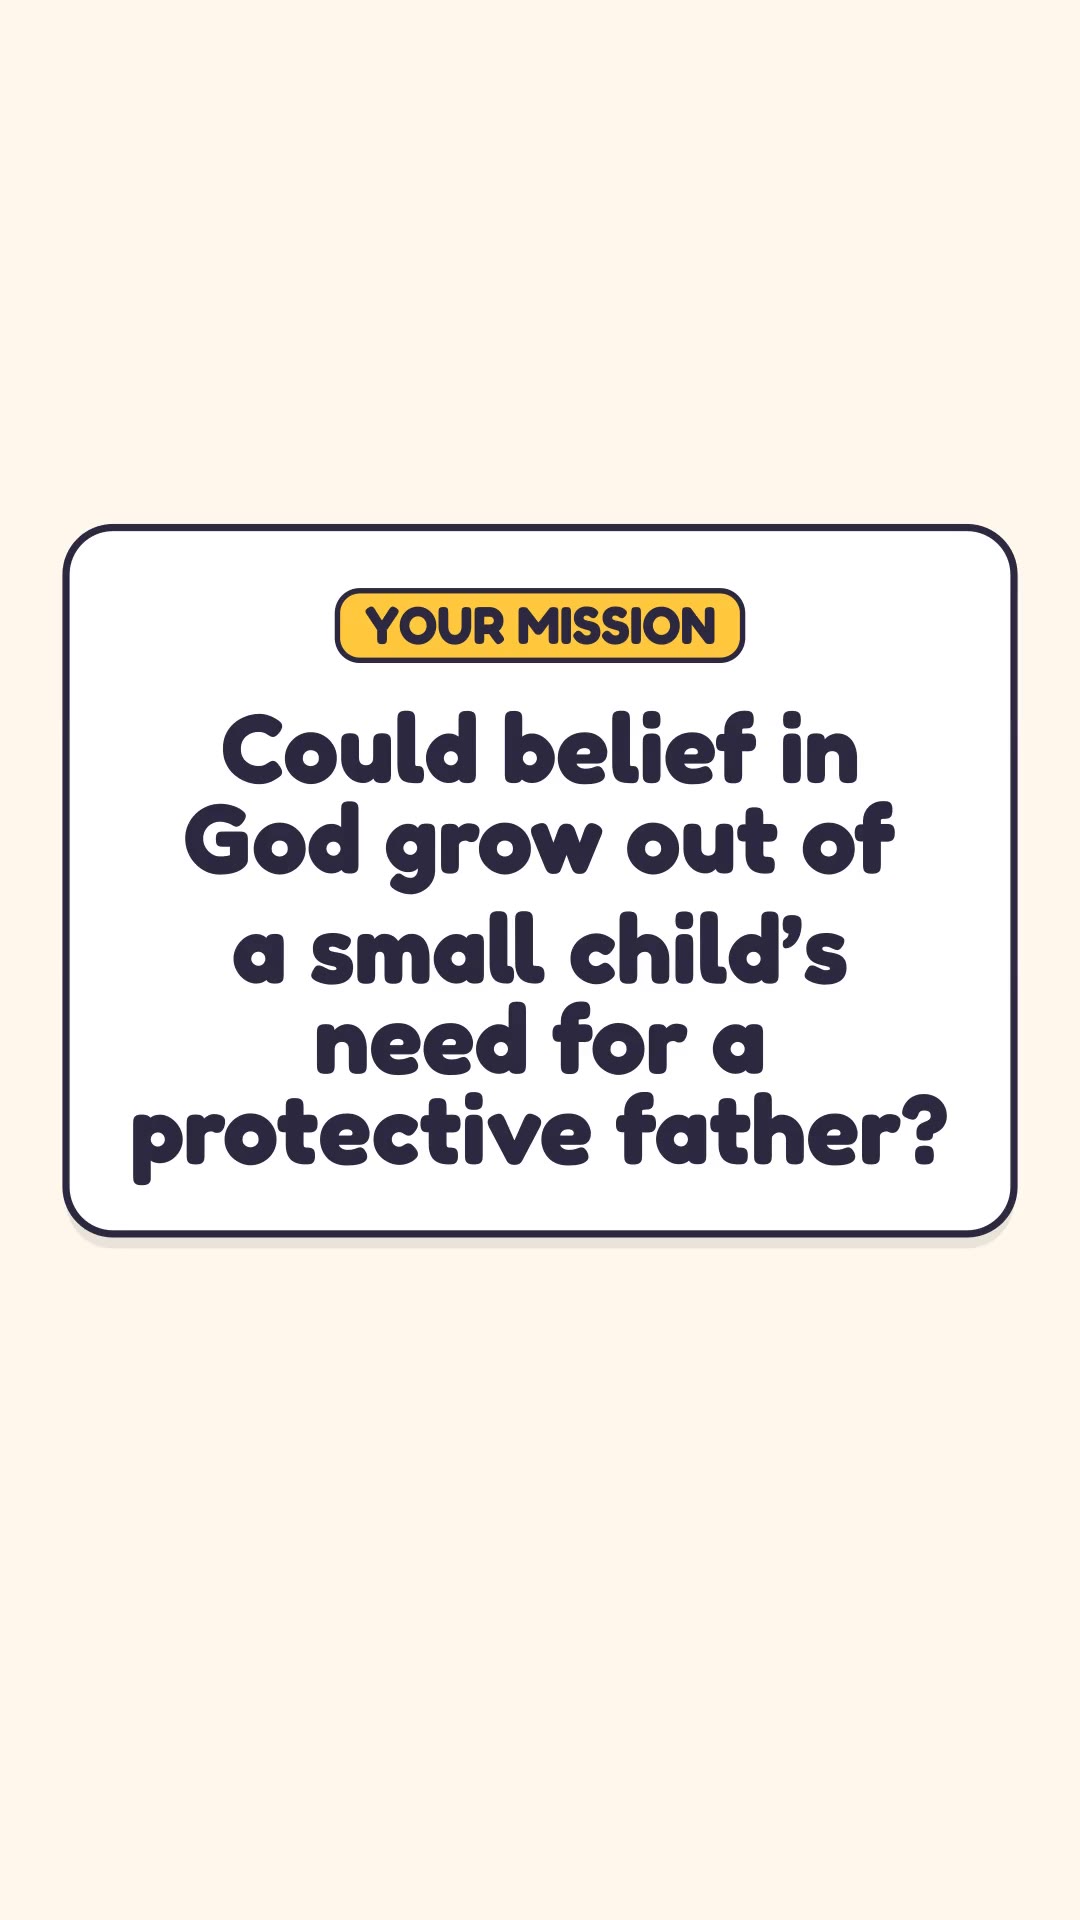 YOUR MISSION
Could belief in
God grow out of
a small child’s
need for a
protective father?